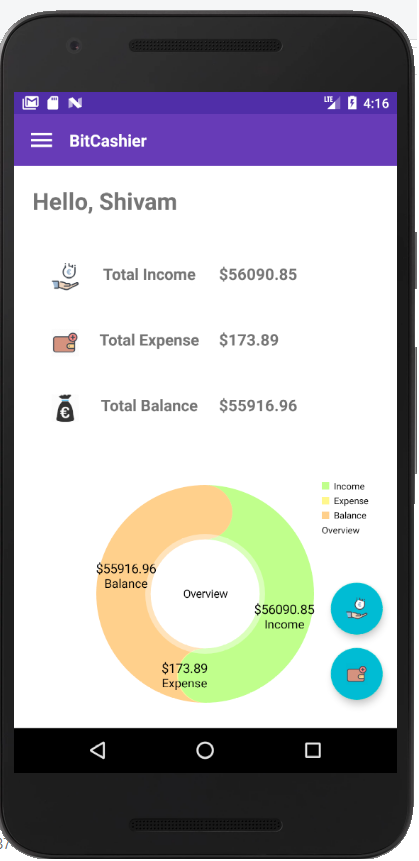 LTE 4:16
BitCashier
Hello, Shivam
Total Income $56090.85
Total Expense $173.89
Total Balance $55916.96
Income
Expense
Balance
Overview
$55916.96
Balance
Overview
$56090.85
Income
$173.89
Expense